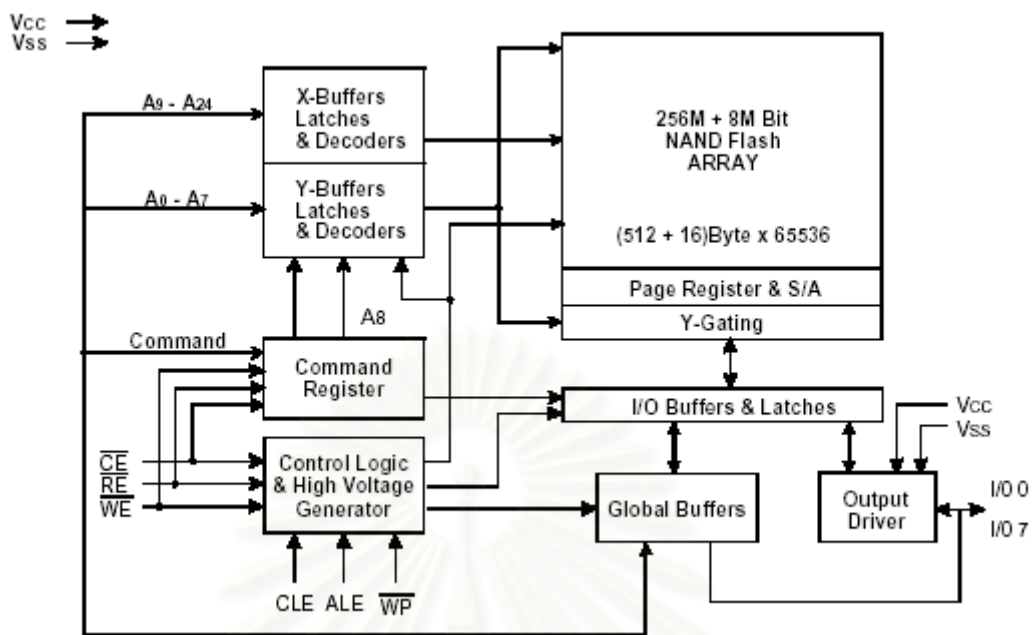 Vcc
Vss
A9 - A24
X-Buffers
Latches
& Decoders
A0 - A7
Y-Buffers
Latches
& Decoders
256M + 8M Bit
NAND Flash
ARRAY
(512 + 16)Byte x 65536
Page Register & S/A
Y-Gating
A8
Command
Command
Register
I/O Buffers & Latches
Vcc
Vss
CE
RE
WE
Control Logic
& High Voltage
Generator
Global Buffers
Output
Driver
I/O 0
I/O 7
CLE ALE WP